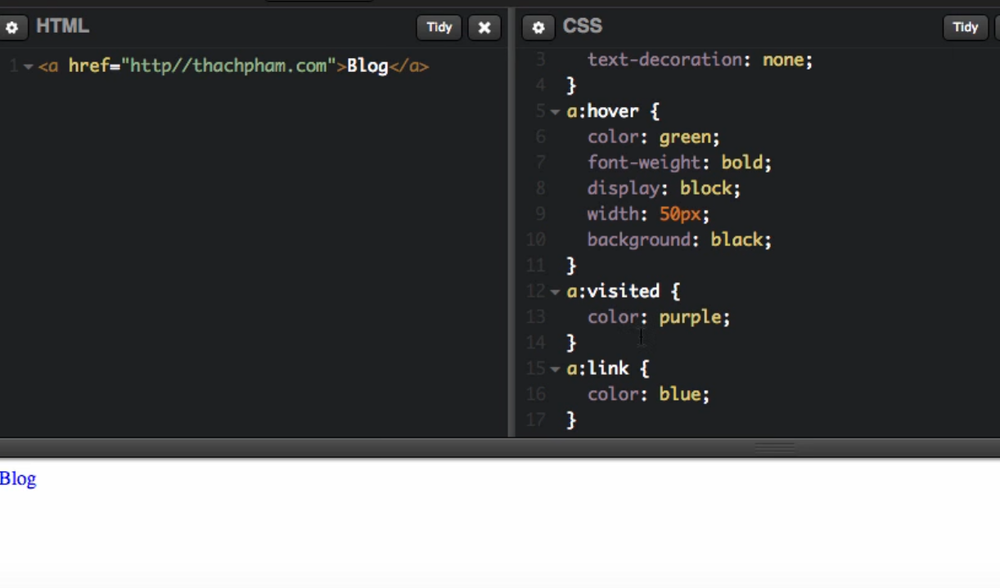 HTML
Tidy
1 <a href="http//thachpham.com">Blog</a>
CSS
Tidy
3 text-decoration: none;
4 }
5 a:hover {
6 color: green;
7 font-weight: bold;
8 display: block;
9 width: 50px;
10 background: black;
11 }
12 a:visited {
13 color: purple;
14 }
15 a:link {
16 color: blue;
17 }
Blog